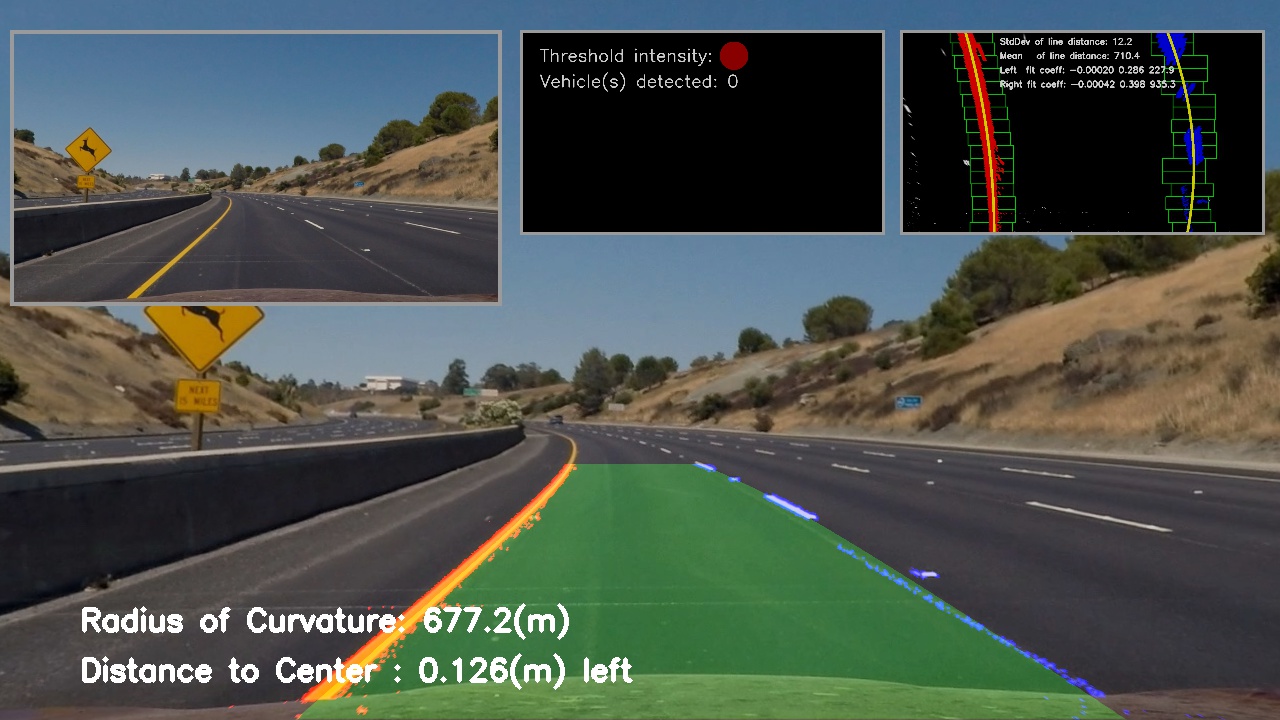 Threshold intensity:
Vehicle(s) detected: 0
StdDev of line distance: 12.2
Mean of line distance: 710.4
Left fit coeff: -0.00020 0.286 227.9
Right fit coeff: -0.00042 0.398 935.3
NEXT
15 MILES
Radius of Curvature: 677.2(m)
Distance to Center : 0.126(m) left